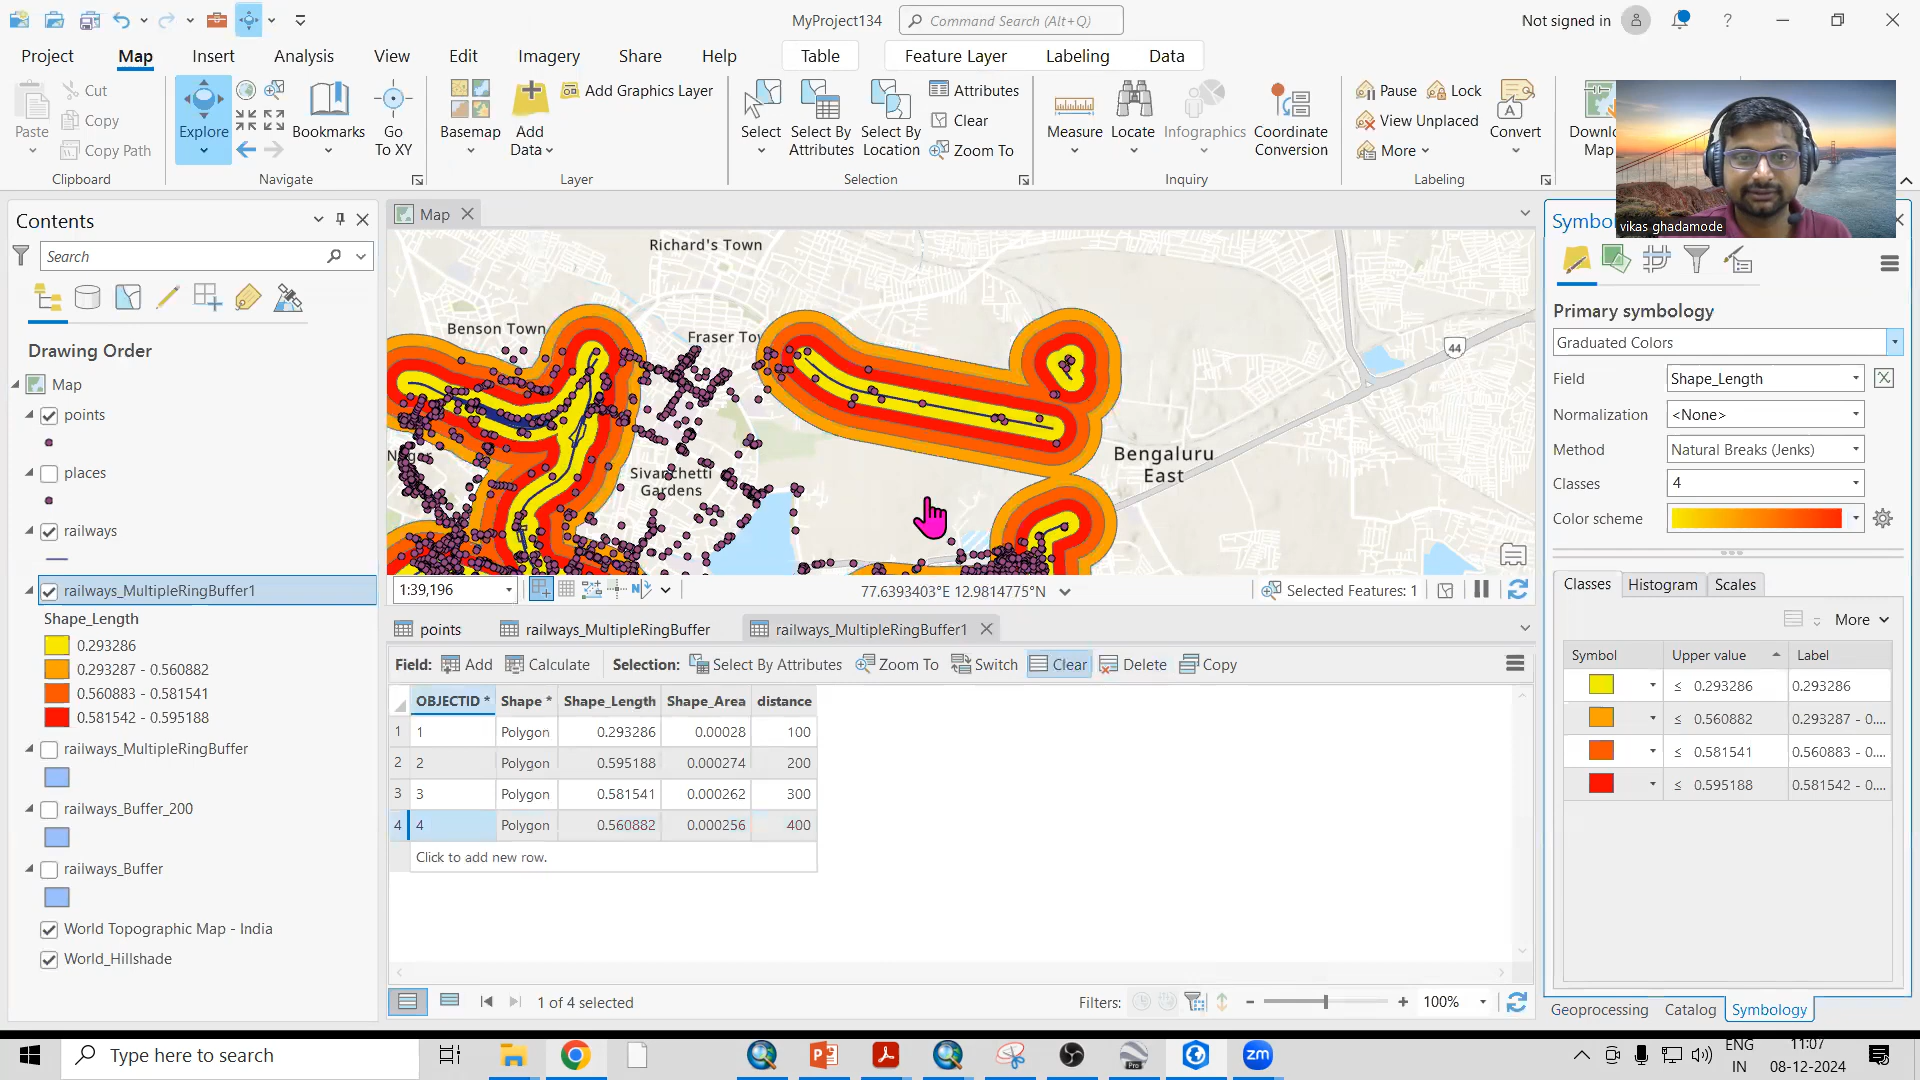 MyProject134
Command Search (Alt+Q)
Not signed in
Project Map Insert Analysis View Edit Imagery Share Help Table Feature Layer Labeling Data
Paste
Cut
Copy
Copy Path
Clipboard
Explore
Bookmarks
Go To XY
Navigate
Basemap
Add Data
Add Graphics Layer
Layer
Select
Select By Attributes
Select By Location
Attributes
Clear
Zoom To
Selection
Measure
Locate
Infographics
Coordinate Conversion
Inquiry
Pause
Lock
View Unplaced
More
Convert
Labeling
Map
vikas ghadamode
Contents
Search
Drawing Order
Map
points
places
railways
railways_MultipleRingBuffer1
Shape_Length
0.293286
0.293287 - 0.560882
0.560883 - 0.581541
0.581542 - 0.595188
railways_MultipleRingBuffer
railways_Buffer_200
railways_Buffer
World Topographic Map - India
World_Hillshade
Map
Richard's Town
Benson Town
Fraser To
Sivanchetti
Gardens
44
Bengaluru
East
1:39,196
77.6393403°E 12.9814775°N
Selected Features: 1
points railways_MultipleRingBuffer railways_MultipleRingBuffer1
Field: Add Calculate Selection: Select By Attributes Zoom To Switch Clear Delete Copy
OBJECTID * Shape * Shape_Length Shape_Area distance
1 1 Polygon 0.293286 0.00028 100
2 2 Polygon 0.595188 0.000274 200
3 3 Polygon 0.581541 0.000262 300
4 4 Polygon 0.560882 0.000256 400
Click to add new row.
1 of 4 selected
Filters:
100%
Symbo
Primary symbology
Graduated Colors
Field Shape_Length
Normalization <None>
Method Natural Breaks (Jenks)
Classes 4
Color scheme
Classes Histogram Scales
More
Symbol Upper value Label
≤ 0.293286 0.293286
≤ 0.560882 0.293287 - 0....
≤ 0.581541 0.560883 - 0....
≤ 0.595188 0.581542 - 0....
Geoprocessing Catalog Symbology
Type here to search
zm
ENG
IN
11:07
08-12-2024